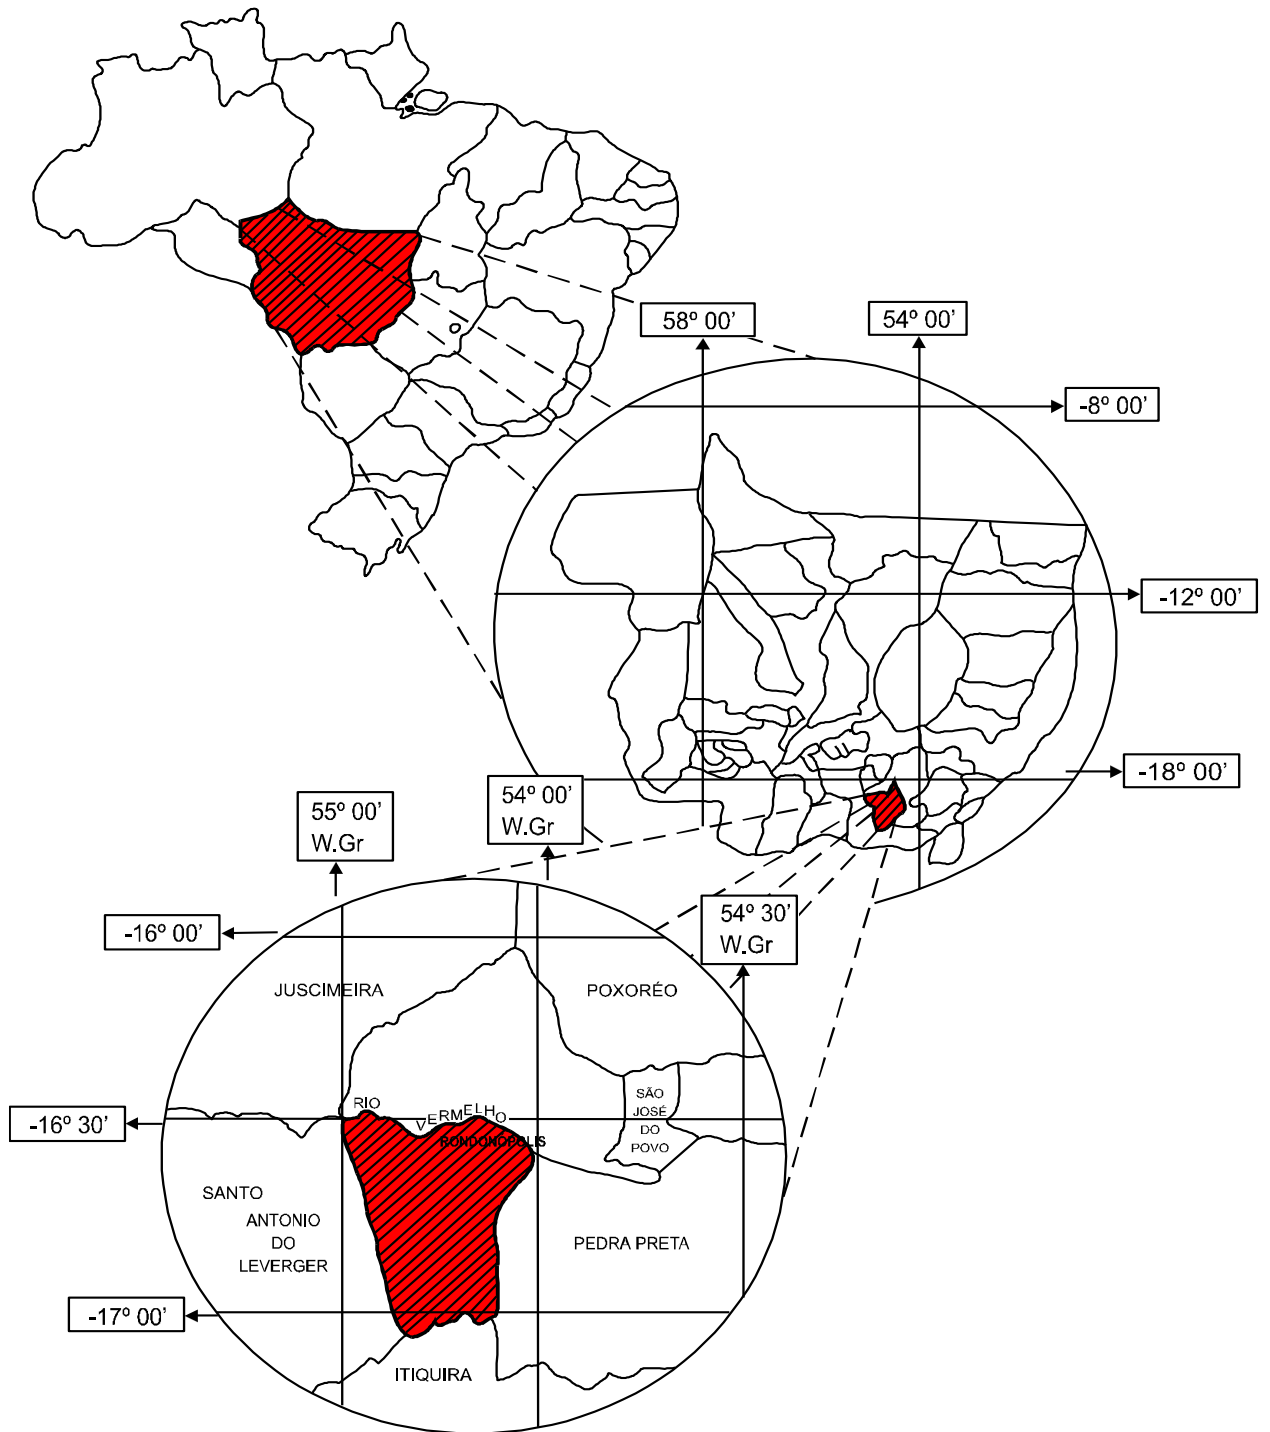 58º 00’
54º 00’
-8º 00’
-12º 00’
-18º 00’
55º 00’
W.Gr
54º 00’
W.Gr
54º 30’
W.Gr
-16º 00’
JUSCIMEIRA
POXORÉO
RIO VERMELHO
-16º 30’
RONDONOPOLIS
SÃO
JOSÉ
DO
POVO
SANTO
ANTONIO
DO
LEVERGER
PEDRA PRETA
-17º 00’
ITIQUIRA